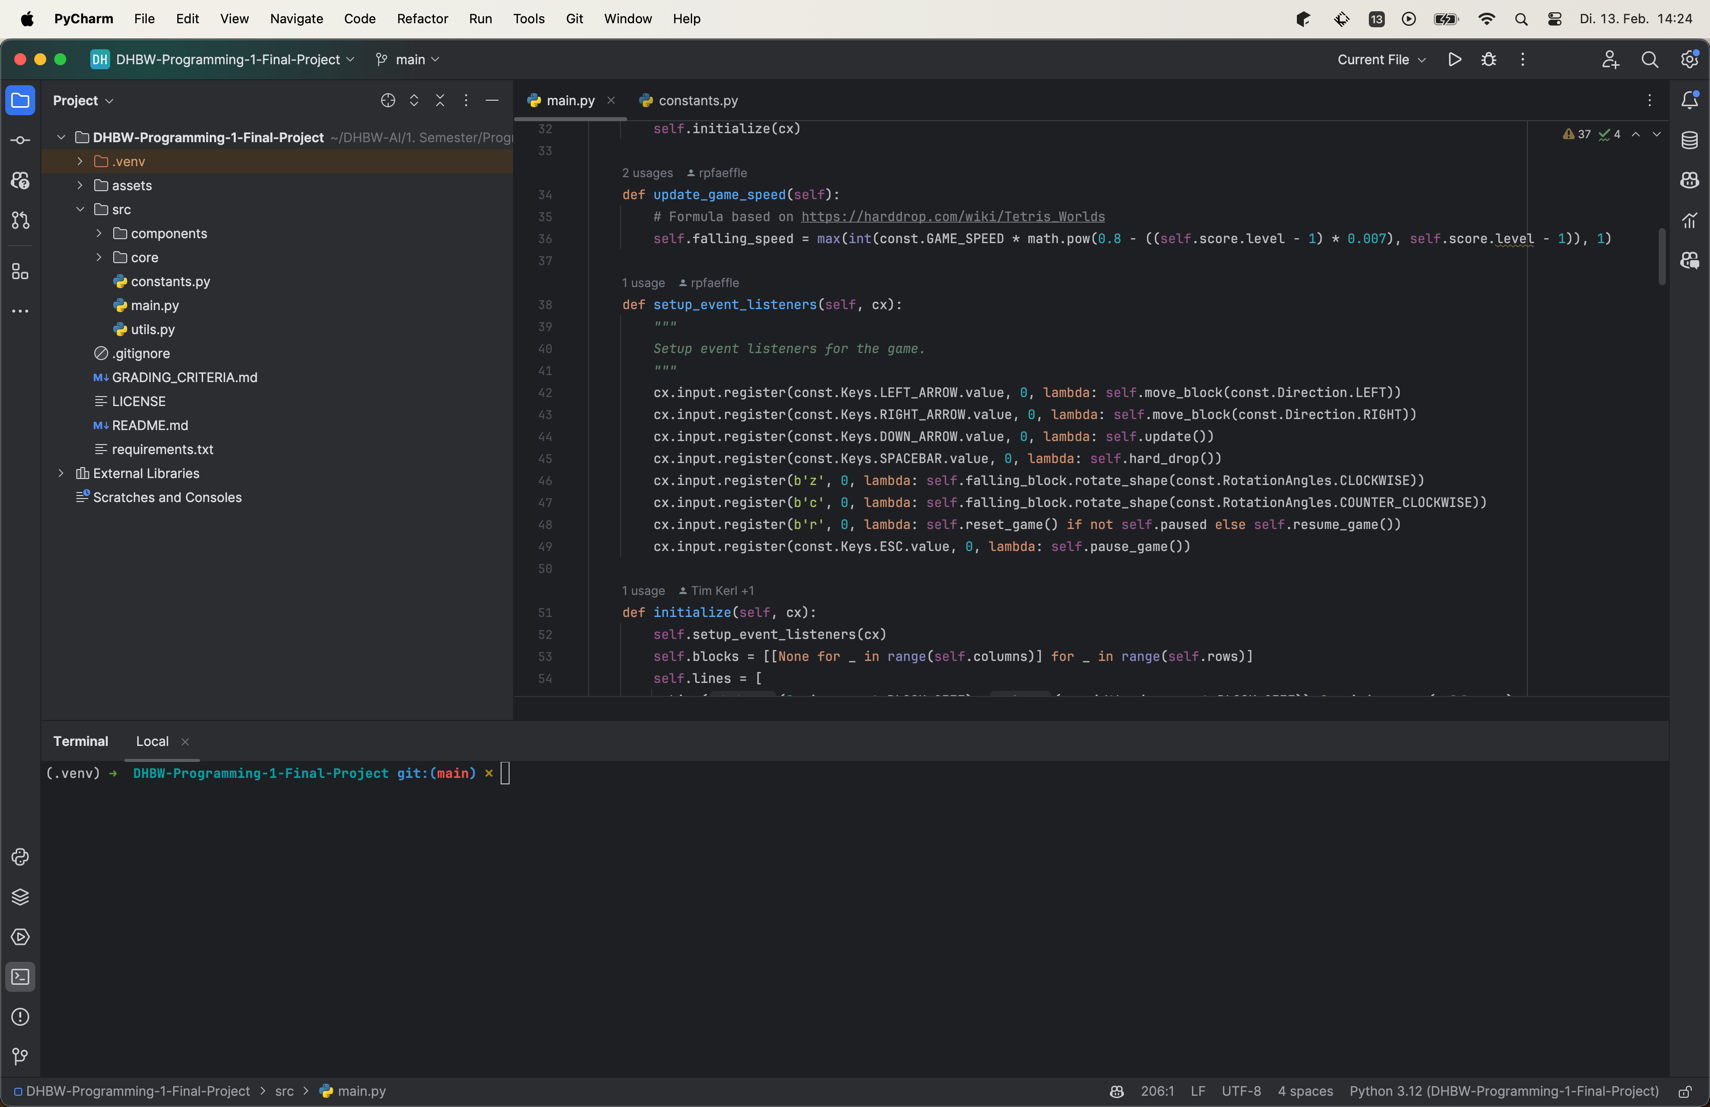 PyCharm File Edit View Navigate Code Refactor Run Tools Git Window Help 13 Di. 13. Feb. 14:24
DH DHBW-Programming-1-Final-Project main Current File
Project
main.py constants.py
DHBW-Programming-1-Final-Project ~/DHBW-AI/1. Semester/Progr
.venv
assets
src
components
core
constants.py
main.py
utils.py
.gitignore
M↓ GRADING_CRITERIA.md
LICENSE
M↓ README.md
requirements.txt
External Libraries
Scratches and Consoles
37 4
32 self.initialize(cx)
33
2 usages rpfaeffle
34 def update_game_speed(self):
35 # Formula based on https://harddrop.com/wiki/Tetris_Worlds
36 self.falling_speed = max(int(const.GAME_SPEED * math.pow(0.8 - ((self.score.level - 1) * 0.007), self.score.level - 1)), 1)
37
1 usage rpfaeffle
38 def setup_event_listeners(self, cx):
39 """
40 Setup event listeners for the game.
41 """
42 cx.input.register(const.Keys.LEFT_ARROW.value, 0, lambda: self.move_block(const.Direction.LEFT))
43 cx.input.register(const.Keys.RIGHT_ARROW.value, 0, lambda: self.move_block(const.Direction.RIGHT))
44 cx.input.register(const.Keys.DOWN_ARROW.value, 0, lambda: self.update())
45 cx.input.register(const.Keys.SPACEBAR.value, 0, lambda: self.hard_drop())
46 cx.input.register(b'z', 0, lambda: self.falling_block.rotate_shape(const.RotationAngles.CLOCKWISE))
47 cx.input.register(b'c', 0, lambda: self.falling_block.rotate_shape(const.RotationAngles.COUNTER_CLOCKWISE))
48 cx.input.register(b'r', 0, lambda: self.reset_game() if not self.paused else self.resume_game())
49 cx.input.register(const.Keys.ESC.value, 0, lambda: self.pause_game())
50
1 usage Tim Kerl +1
51 def initialize(self, cx):
52 self.setup_event_listeners(cx)
53 self.blocks = [[None for _ in range(self.columns)] for _ in range(self.rows)]
54 self.lines = [
Terminal Local
(.venv) → DHBW-Programming-1-Final-Project git:(main) ×
DHBW-Programming-1-Final-Project > src > main.py 206:1 LF UTF-8 4 spaces Python 3.12 (DHBW-Programming-1-Final-Project)